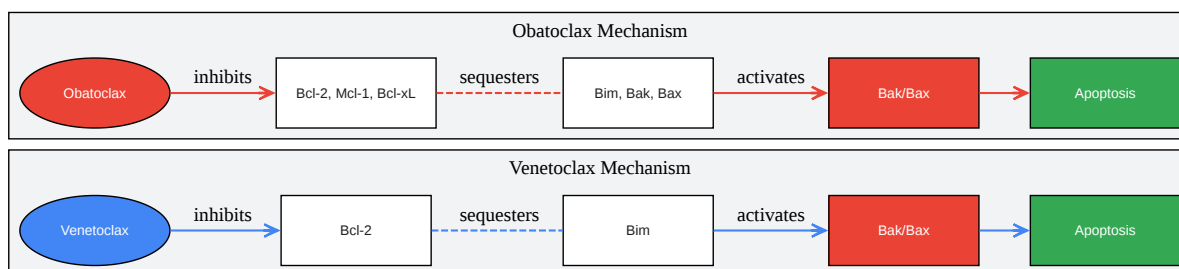 Obatoclax Mechanism
inhibits
sequesters
activates
Obatoclax
Bcl-2, Mcl-1, Bcl-xL
Bim, Bak, Bax
Bak/Bax
Apoptosis
Venetoclax Mechanism
inhibits
sequesters
activates
Venetoclax
Bcl-2
Bim
Bak/Bax
Apoptosis